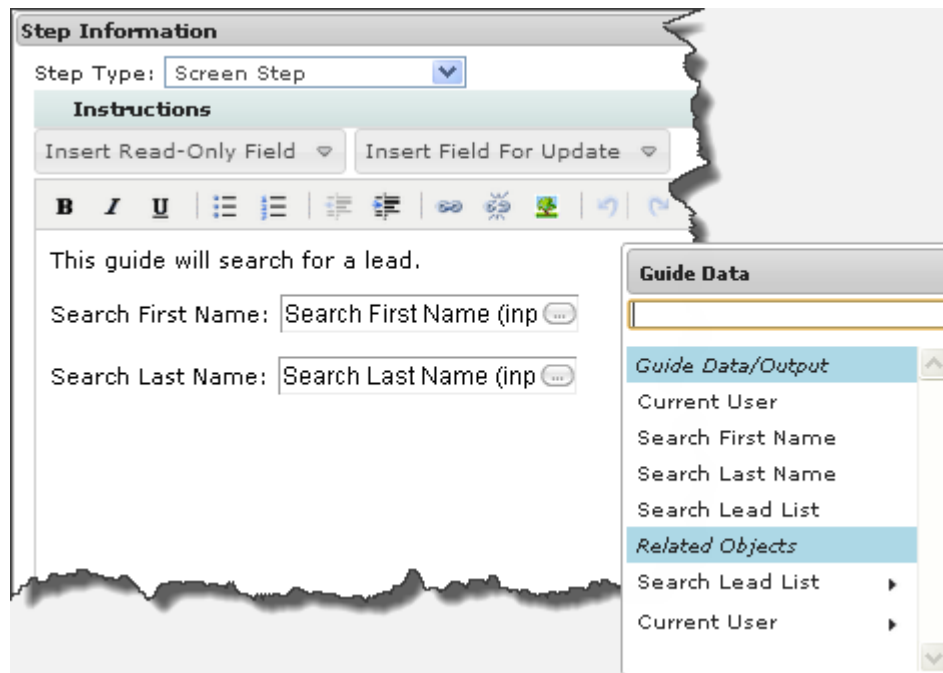 Step Information
Step Type: Screen Step
Instructions
Insert Read-Only Field Insert Field For Update
B I U
This guide will search for a lead.
Search First Name: Search First Name (inp ...
Search Last Name: Search Last Name (inp ...
Guide Data
Guide Data/Output
Current User
Search First Name
Search Last Name
Search Lead List
Related Objects
Search Lead List
Current User